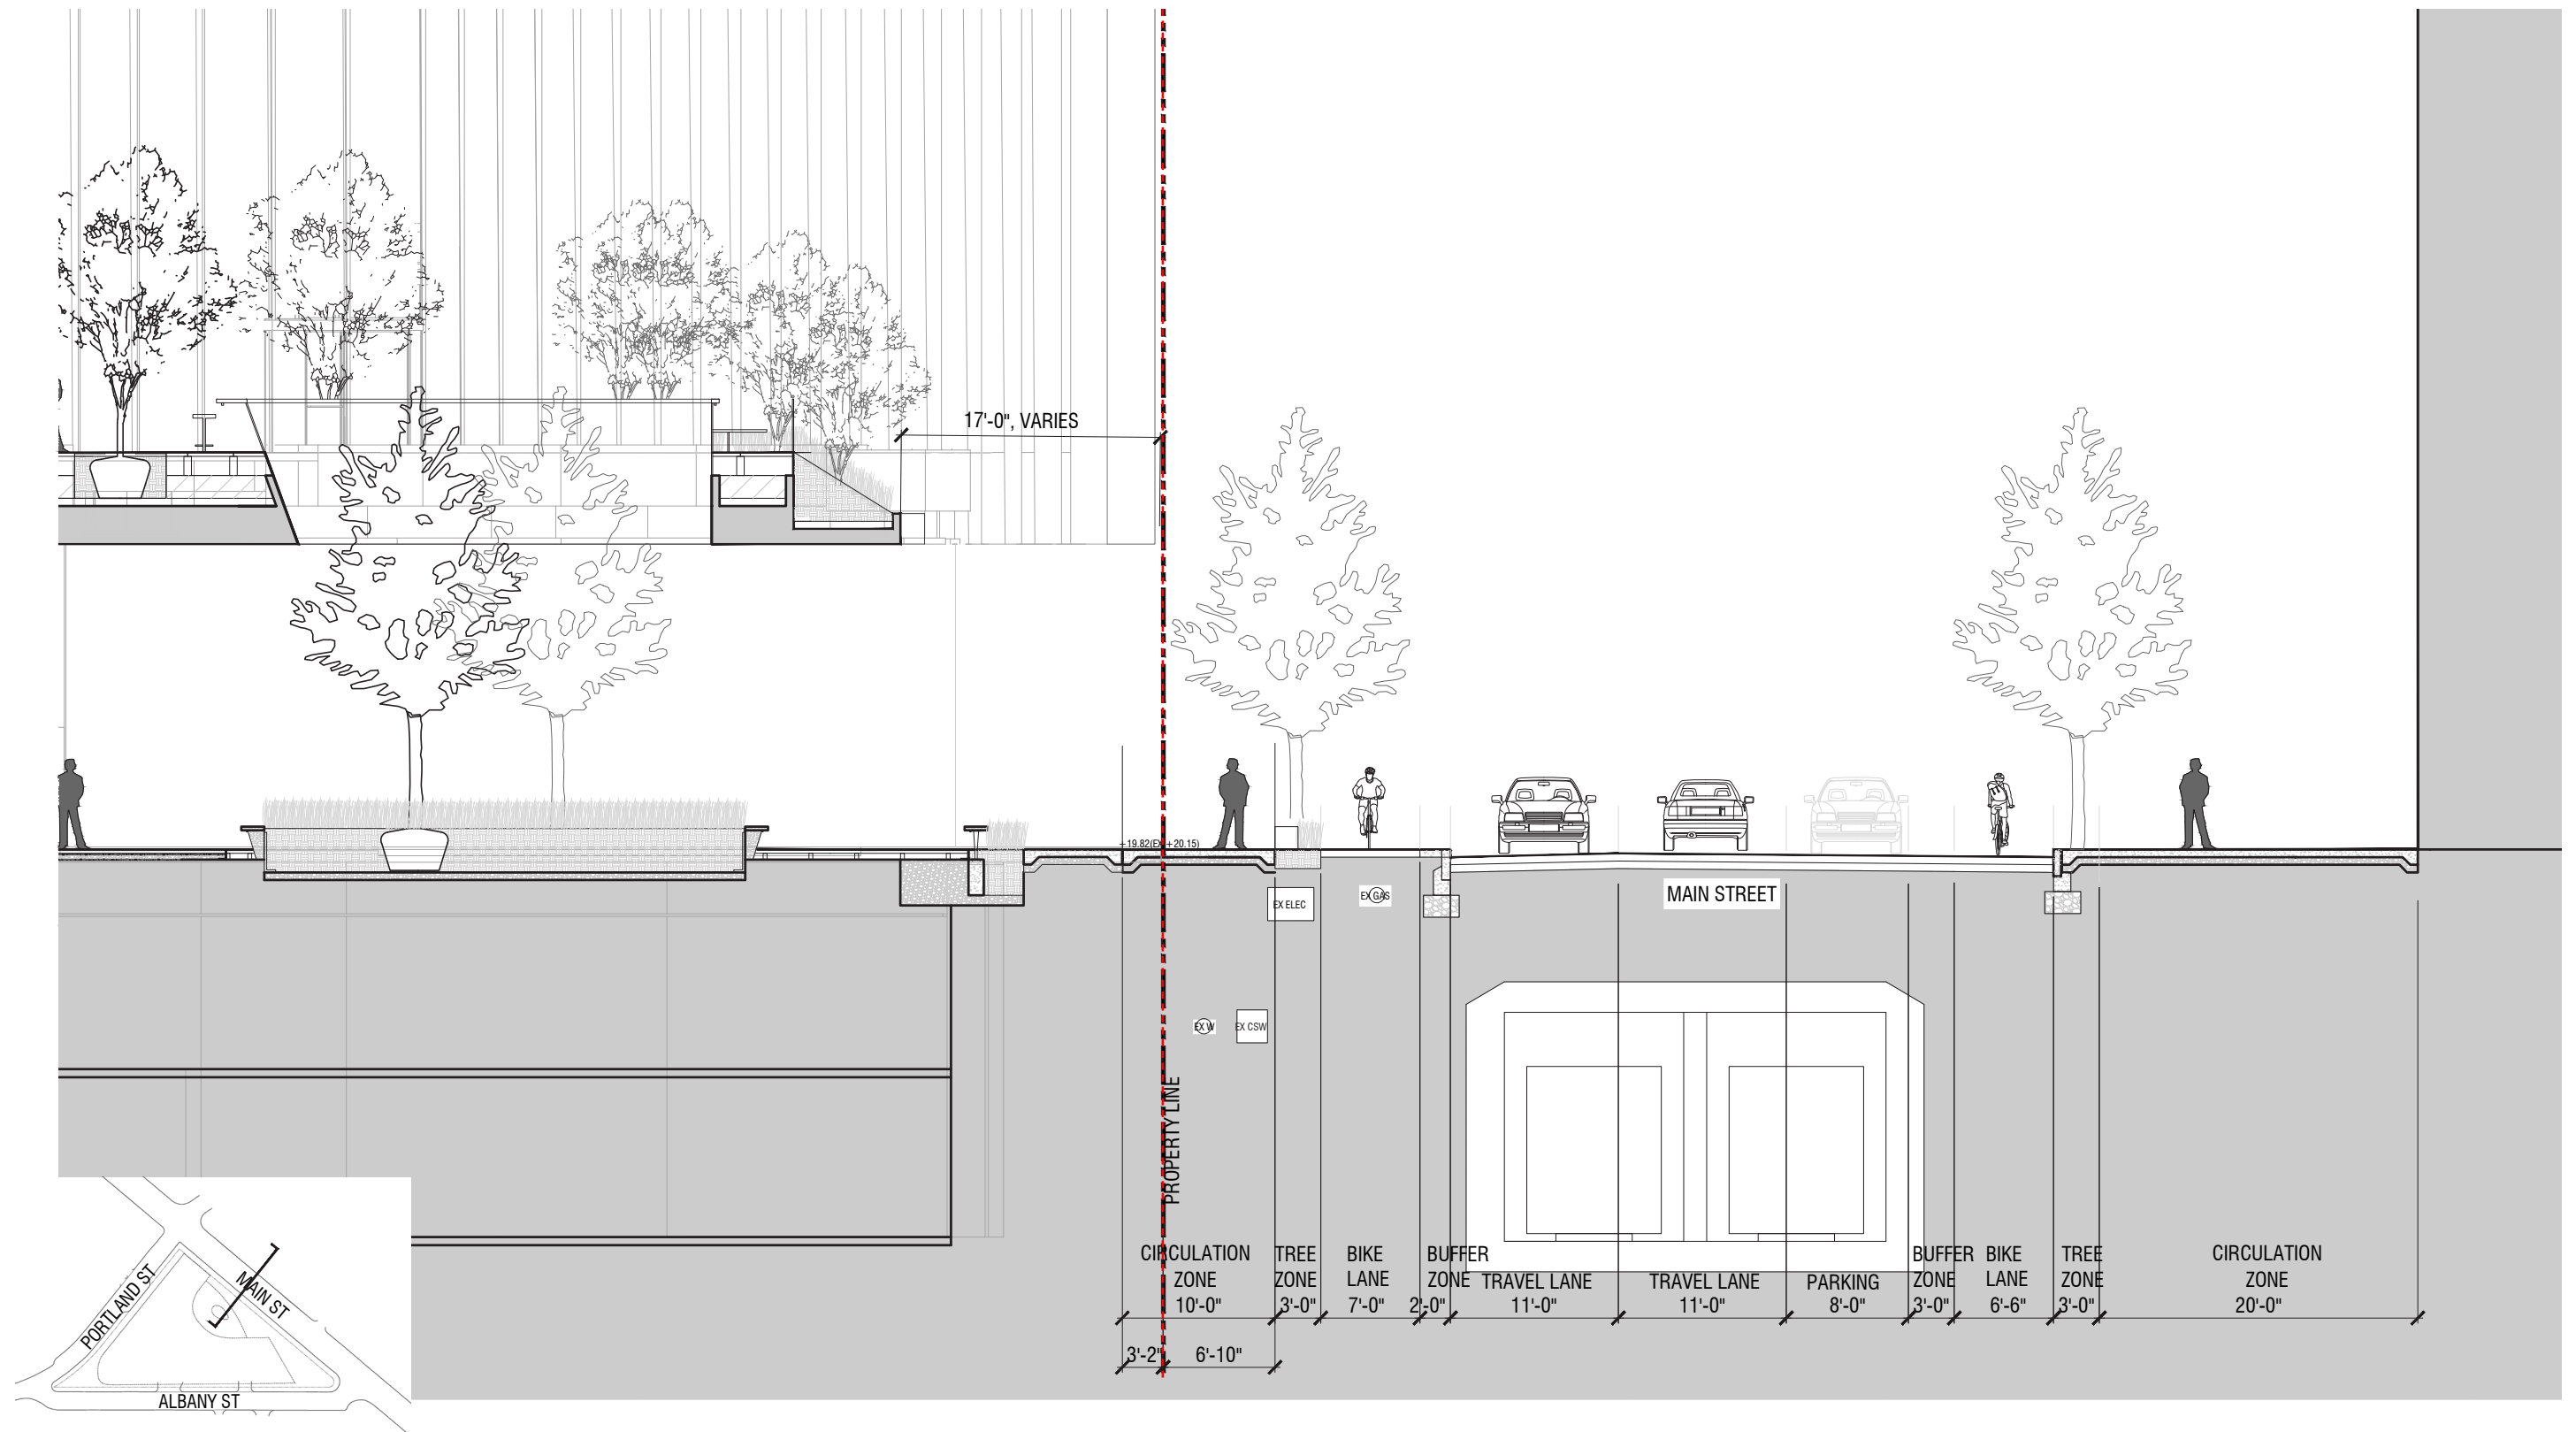 17'-0", VARIES
+19.82(EX +20.15)
EX ELEC
EX GAS
MAIN STREET
EX W
EX CSW
PROPERTY LINE
CIRCULATION
ZONE
10'-0"
TREE
ZONE
3'-0"
BIKE
LANE
7'-0"
BUFFER
ZONE
2'-0"
TRAVEL LANE
11'-0"
TRAVEL LANE
11'-0"
PARKING
8'-0"
BUFFER
ZONE
3'-0"
BIKE
LANE
6'-6"
TREE
ZONE
3'-0"
CIRCULATION
ZONE
20'-0"
3'-2"
6'-10"
PORTLAND ST
MAIN ST
ALBANY ST